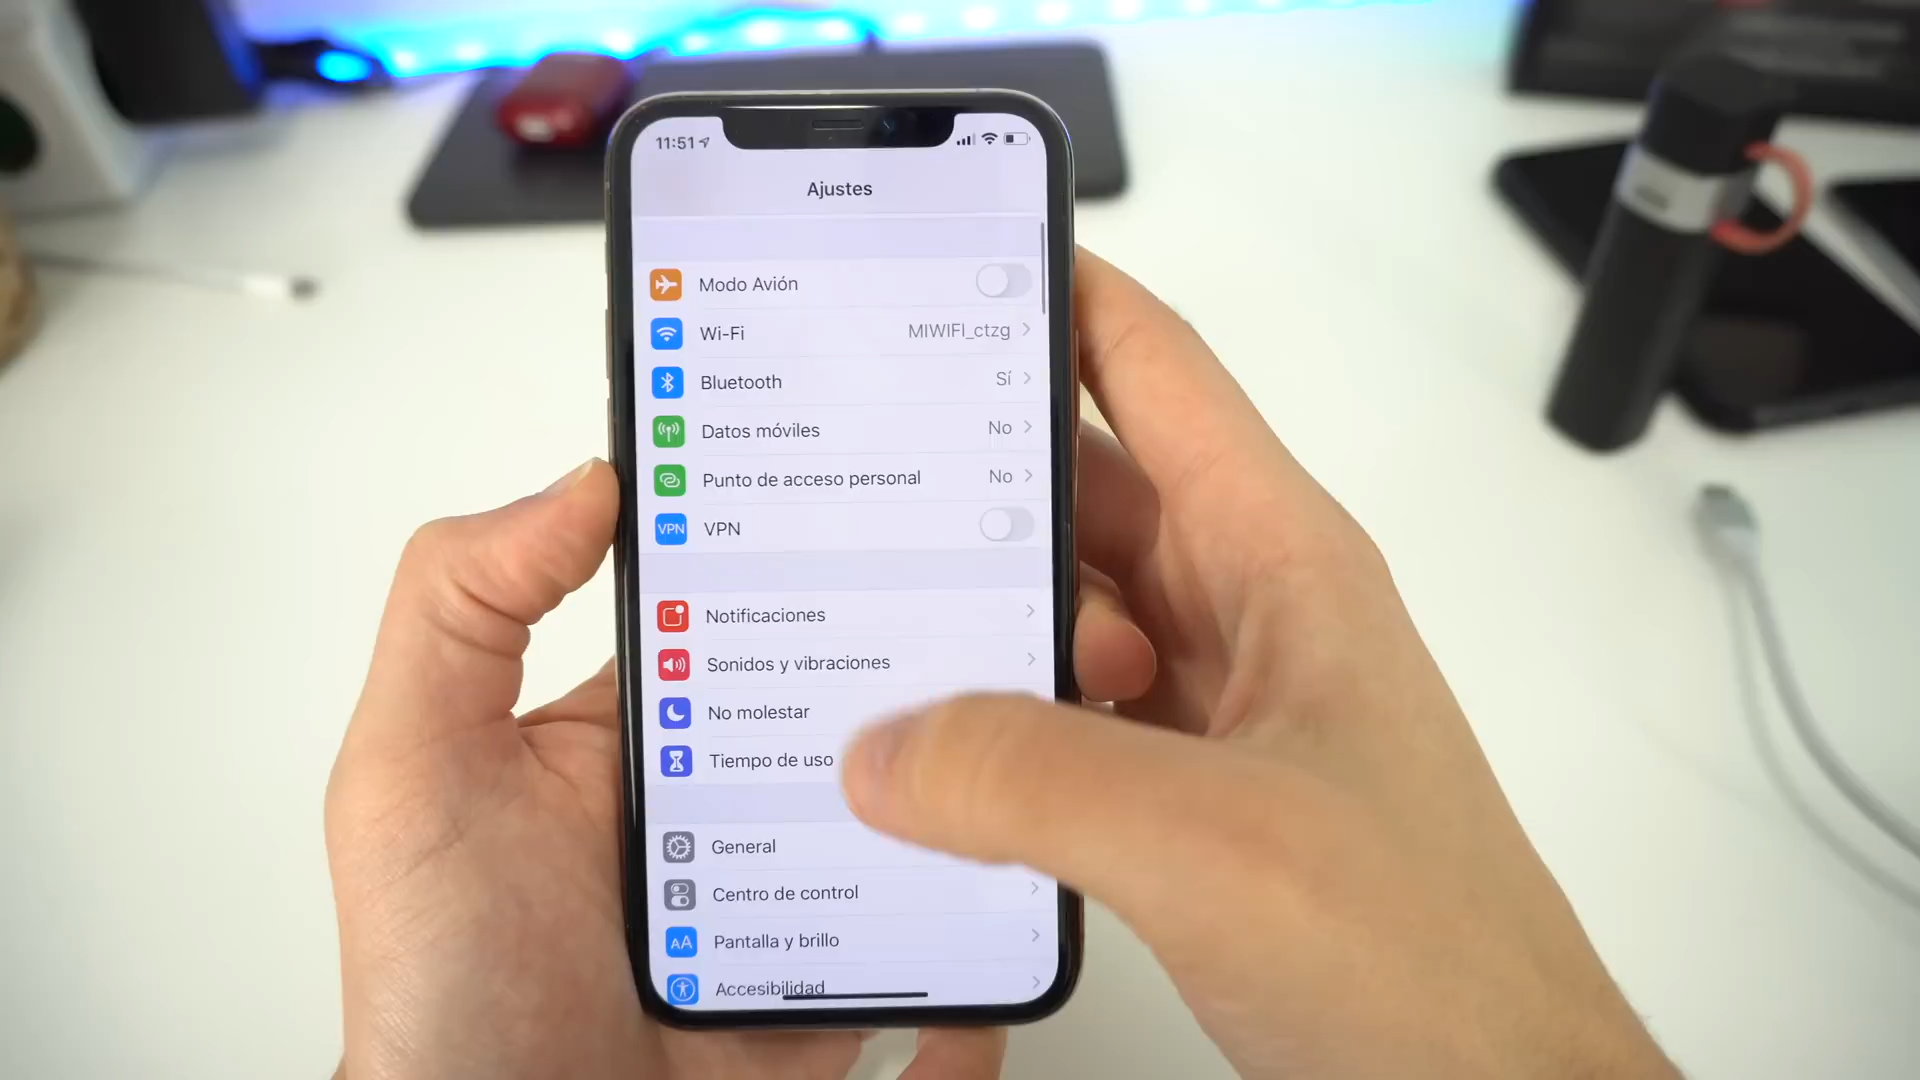 11:51
Ajustes
Modo Avión
Wi-Fi MIWIFI_ctzg
Bluetooth Sí
Datos móviles No
Punto de acceso personal No
VPN VPN
Notificaciones
Sonidos y vibraciones
No molestar
Tiempo de uso
General
Centro de control
AA Pantalla y brillo
Accesibilidad